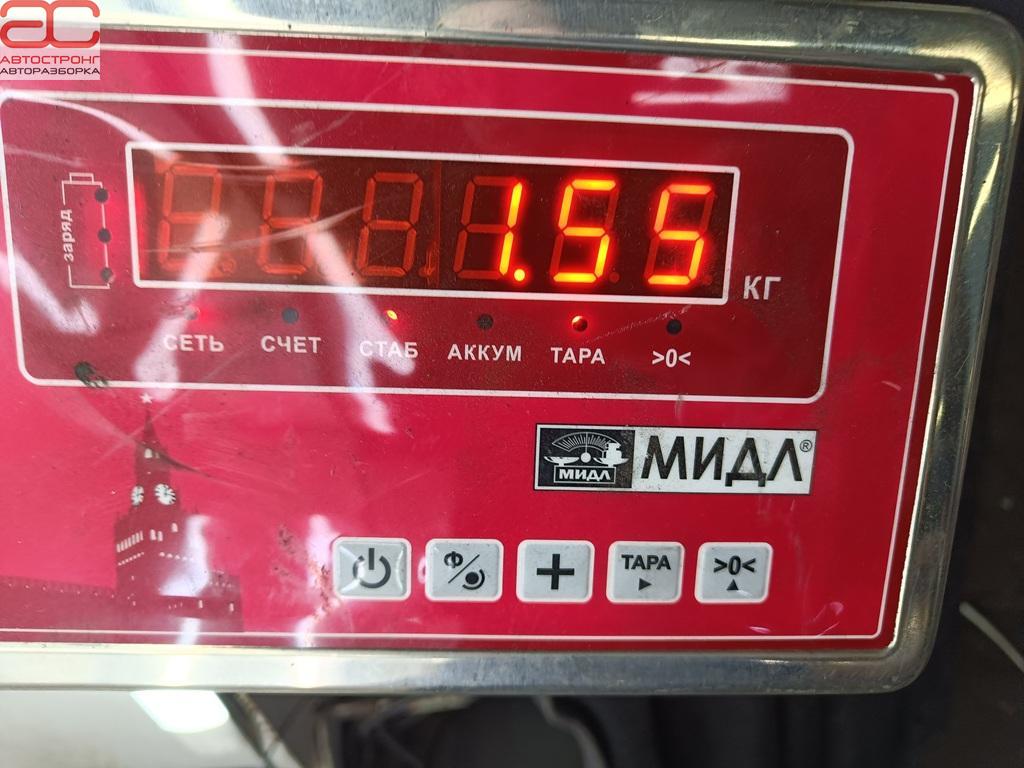 АС
АВТОСТРОНГ
АВТОРАЗБОРКА
заряд
1.55
КГ
СЕТЬ СЧЕТ СТАБ АККУМ ТАРА >0<
МИДЛ МИДЛ®
Ф/ + ТАРА >0<